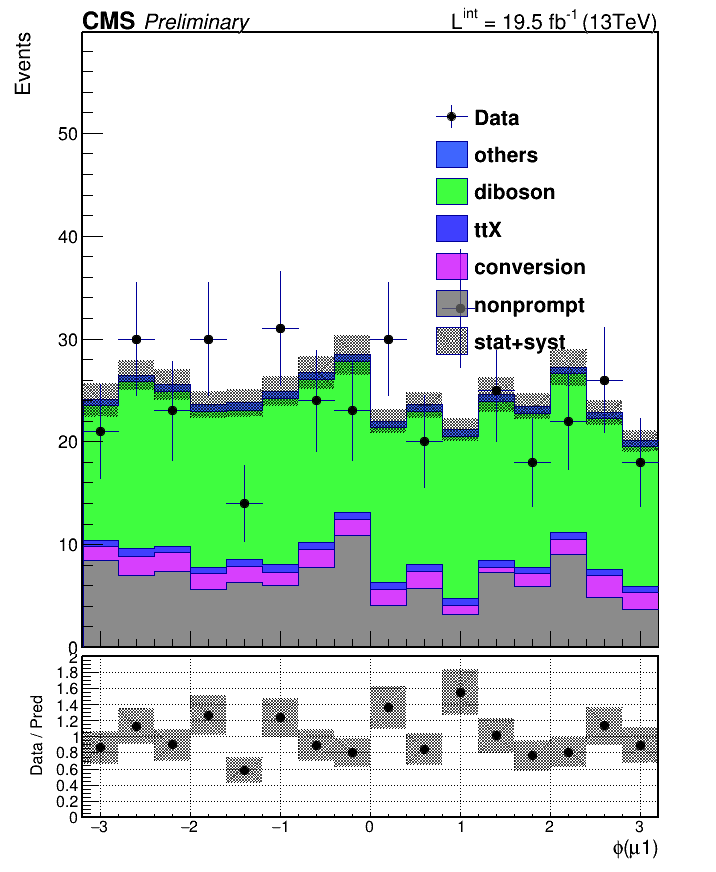 CMS Preliminary
L^int = 19.5 fb^-1 (13TeV)
Events
Data
others
diboson
ttX
conversion
nonprompt
stat+syst
50
40
30
20
10
0
Data / Pred
2
1.8
1.6
1.4
1.2
1
0.8
0.6
0.4
0.2
0
−3 −2 −1 0 1 2 3
ϕ(μ1)